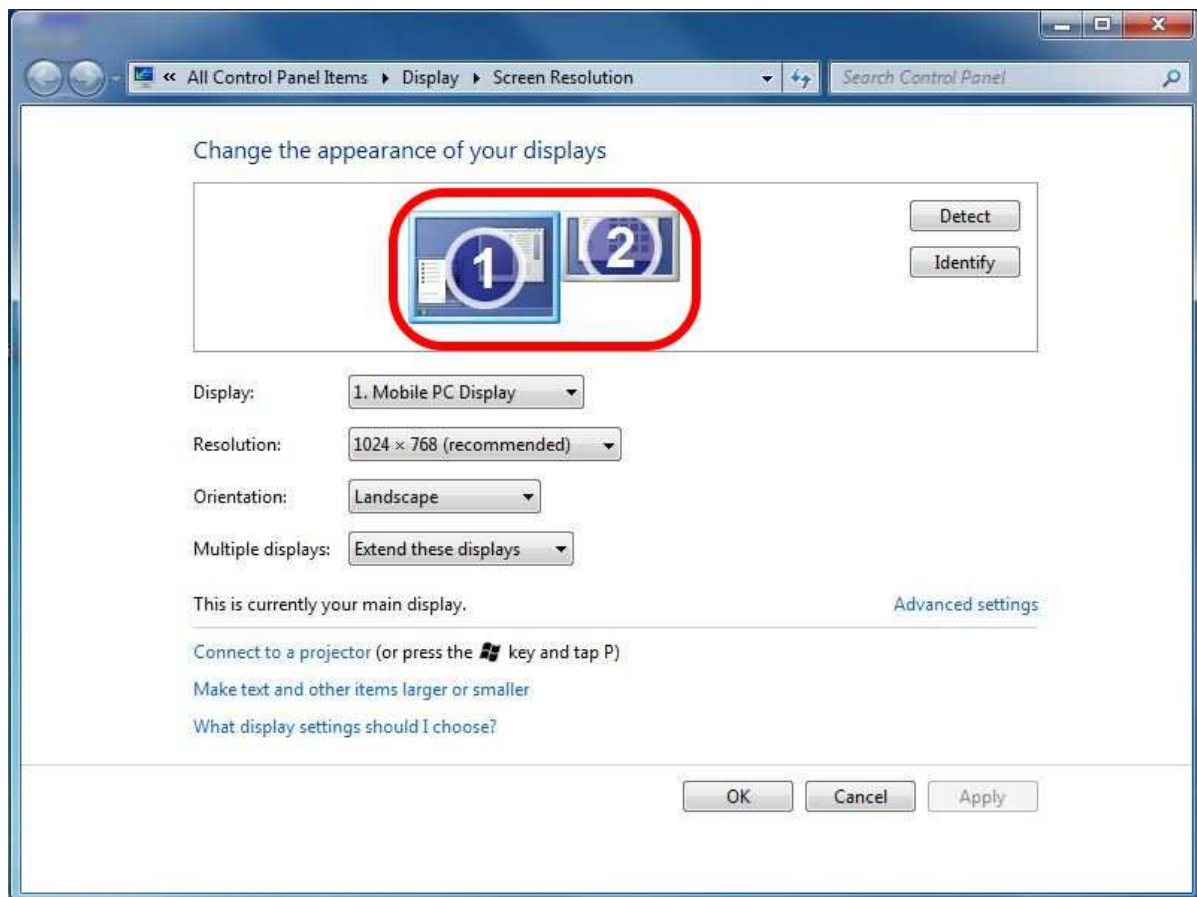 « All Control Panel Items ▸ Display ▸ Screen Resolution
Search Control Panel
Change the appearance of your displays
1
2
Detect
Identify
Display: 1. Mobile PC Display
Resolution: 1024 × 768 (recommended)
Orientation: Landscape
Multiple displays: Extend these displays
This is currently your main display. Advanced settings
Connect to a projector (or press the key and tap P)
Make text and other items larger or smaller
What display settings should I choose?
OK Cancel Apply